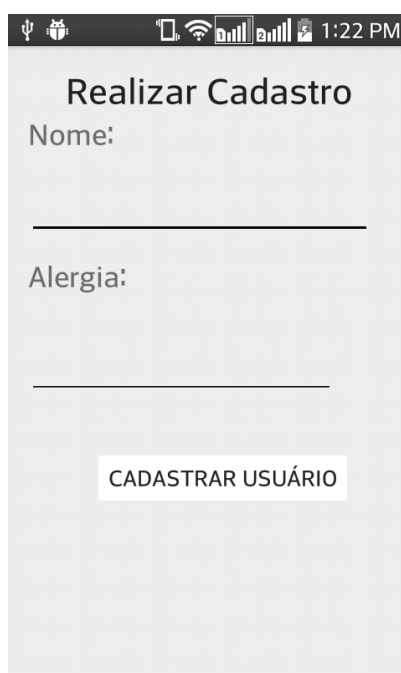 1:22 PM
Realizar Cadastro
Nome:
Alergia:
CADASTRAR USUÁRIO